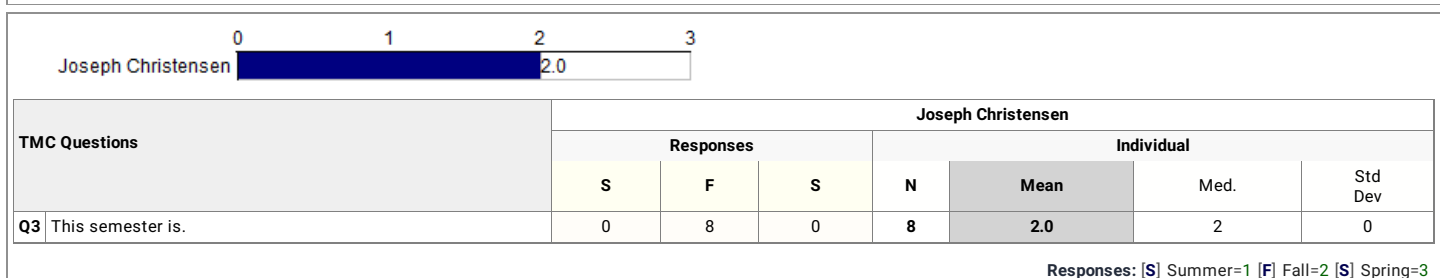 0 1 2 3
Joseph Christensen 2.0
TMC Questions
Joseph Christensen
Responses Individual
S F S N Mean Med. Std Dev
Q3 This semester is. 0 8 0 8 2.0 2 0
Responses: [S] Summer=1 [F] Fall=2 [S] Spring=3